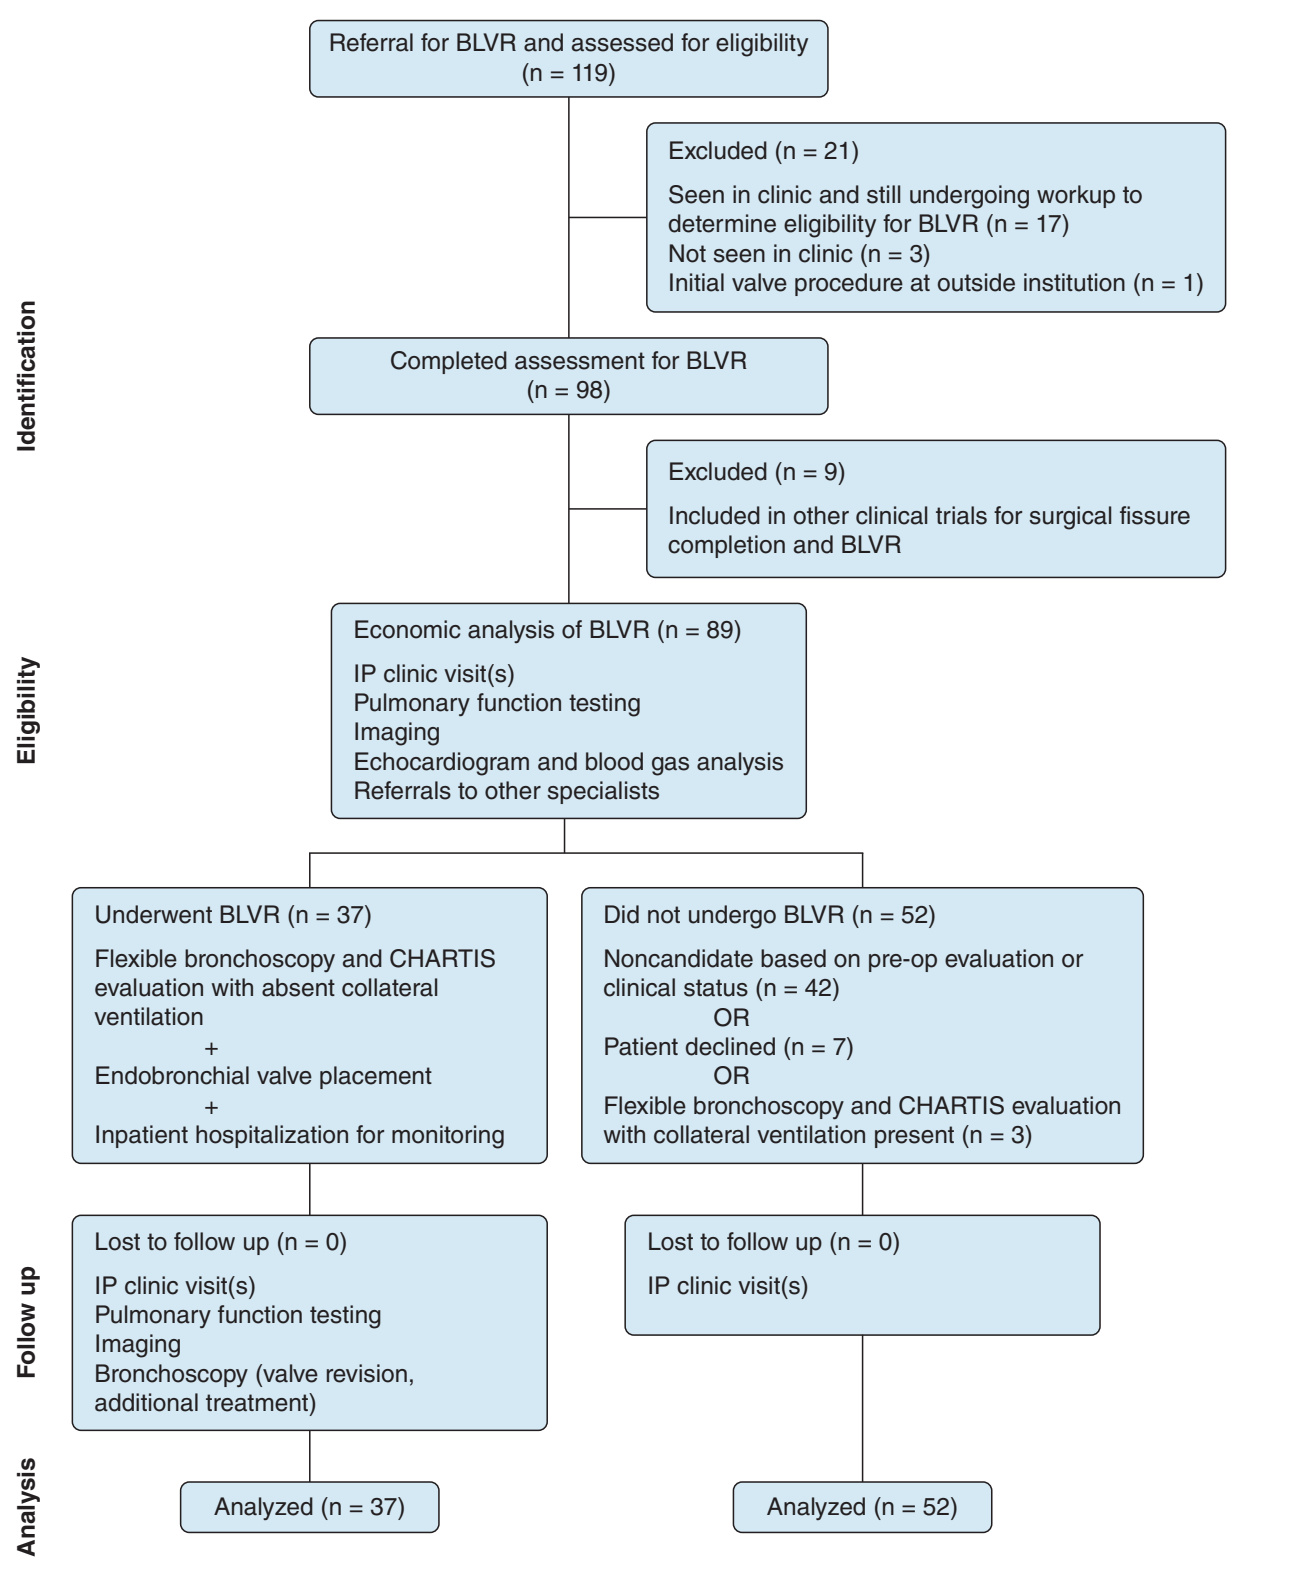 Referral for BLVR and assessed for eligibility
(n = 119)
Excluded (n = 21)
Seen in clinic and still undergoing workup to
determine eligibility for BLVR (n = 17)
Not seen in clinic (n = 3)
Initial valve procedure at outside institution (n = 1)
Identification
Completed assessment for BLVR
(n = 98)
Excluded (n = 9)
Included in other clinical trials for surgical fissure
completion and BLVR
Eligibility
Economic analysis of BLVR (n = 89)
IP clinic visit(s)
Pulmonary function testing
Imaging
Echocardiogram and blood gas analysis
Referrals to other specialists
Underwent BLVR (n = 37)
Flexible bronchoscopy and CHARTIS
evaluation with absent collateral
ventilation
+
Endobronchial valve placement
+
Inpatient hospitalization for monitoring
Did not undergo BLVR (n = 52)
Noncandidate based on pre-op evaluation or
clinical status (n = 42)
OR
Patient declined (n = 7)
OR
Flexible bronchoscopy and CHARTIS evaluation
with collateral ventilation present (n = 3)
Follow up
Lost to follow up (n = 0)
IP clinic visit(s)
Pulmonary function testing
Imaging
Bronchoscopy (valve revision,
additional treatment)
Lost to follow up (n = 0)
IP clinic visit(s)
Analysis
Analyzed (n = 37)
Analyzed (n = 52)